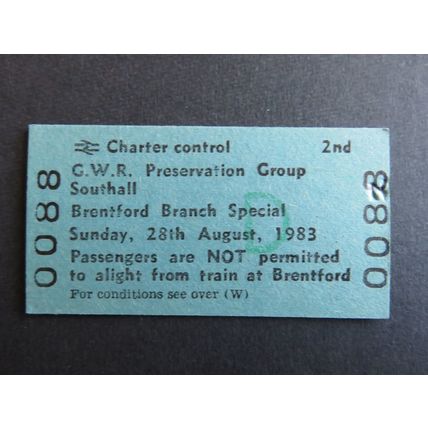 Charter control 2nd
G.W.R. Preservation Group
Southall
Brentford Branch Special
Sunday, 28th August, 1983
Passengers are NOT permitted
to alight from train at Brentford
For conditions see over (W)
0088
0088